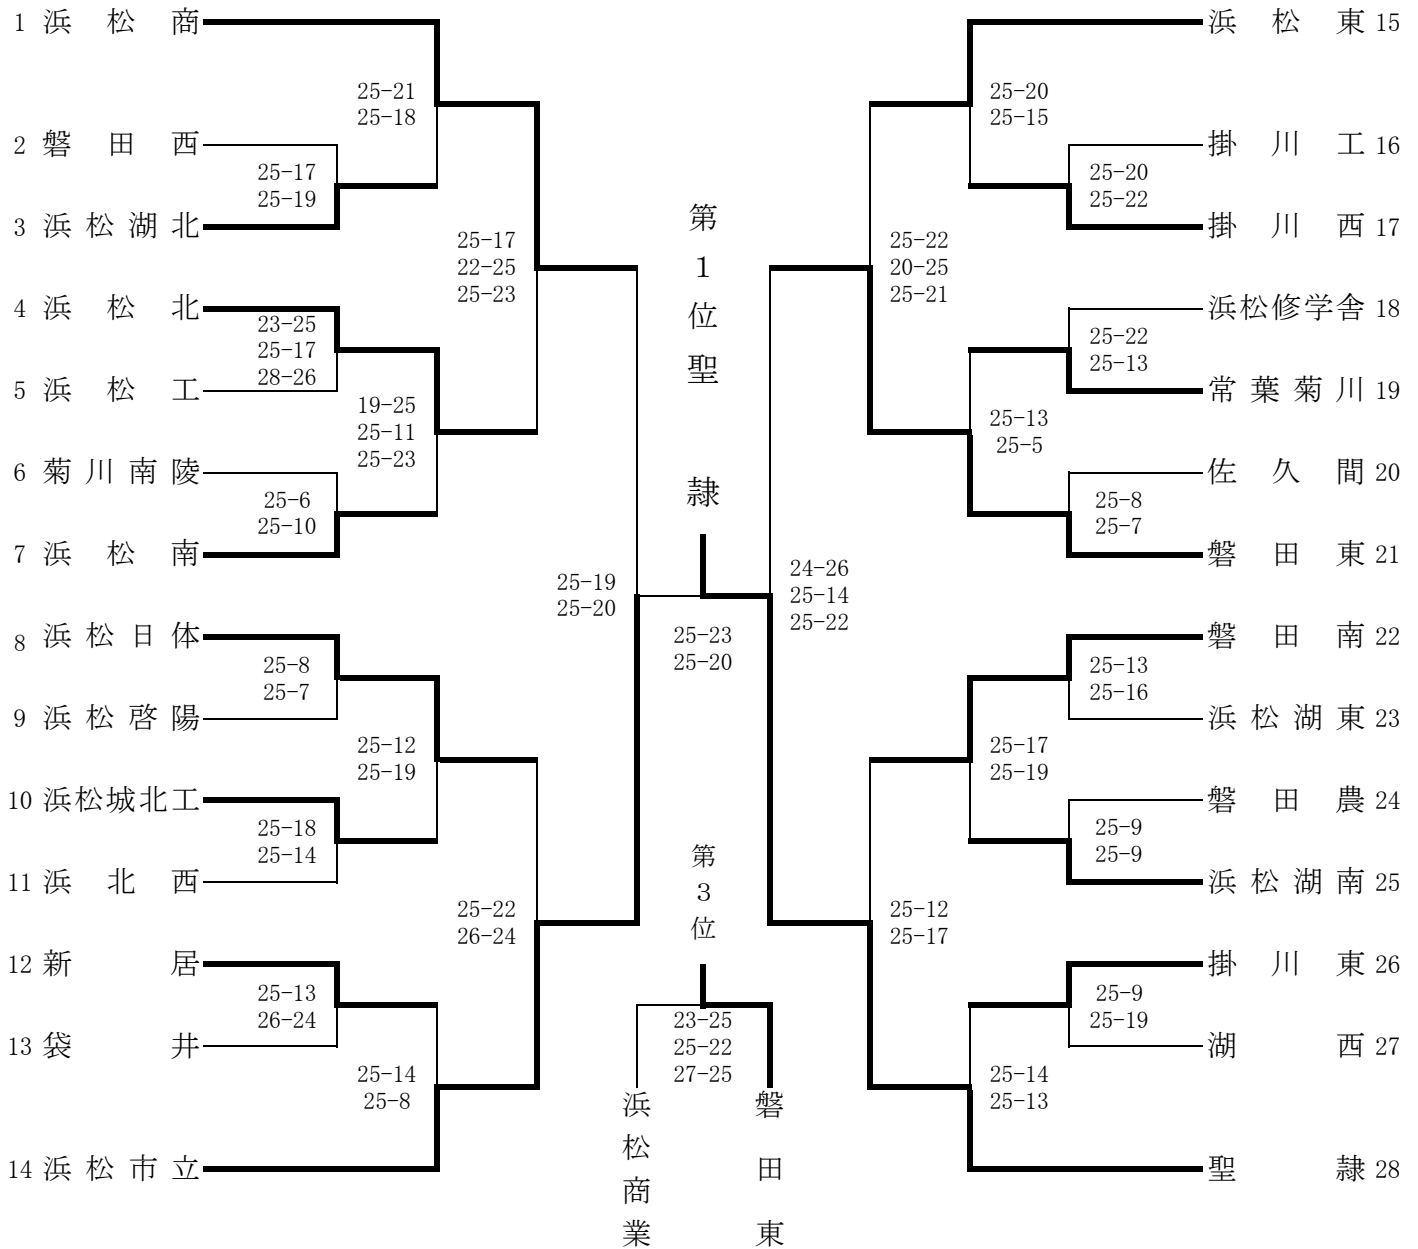 1 浜松商
25-21
25-18
2 磐田西
25-17
25-19
3 浜松湖北
25-17
22-25
25-23
4 浜松北
23-25
25-17
28-26
5 浜松工
19-25
25-11
25-23
6 菊川南陵
25-6
25-10
7 浜松南
25-19
25-20
8 浜松日体
25-8
25-7
9 浜松啓陽
25-12
25-19
10 浜松城北工
25-18
25-14
11 浜北西
25-22
26-24
12 新居
25-13
26-24
13 袋井
25-14
25-8
14 浜松市立
第1位聖隷
25-23
25-20
第3位
23-25
25-22
27-25
浜松商業
磐田東
浜松東 15
25-20
25-15
掛川工 16
25-20
25-22
掛川西 17
25-22
20-25
25-21
浜松修学舎 18
25-22
25-13
常葉菊川 19
25-13
25-5
佐久間 20
25-8
25-7
磐田東 21
24-26
25-14
25-22
磐田南 22
25-13
25-16
浜松湖東 23
25-17
25-19
磐田農 24
25-9
25-9
浜松湖南 25
25-12
25-17
掛川東 26
25-9
25-19
湖西 27
25-14
25-13
聖隷 28